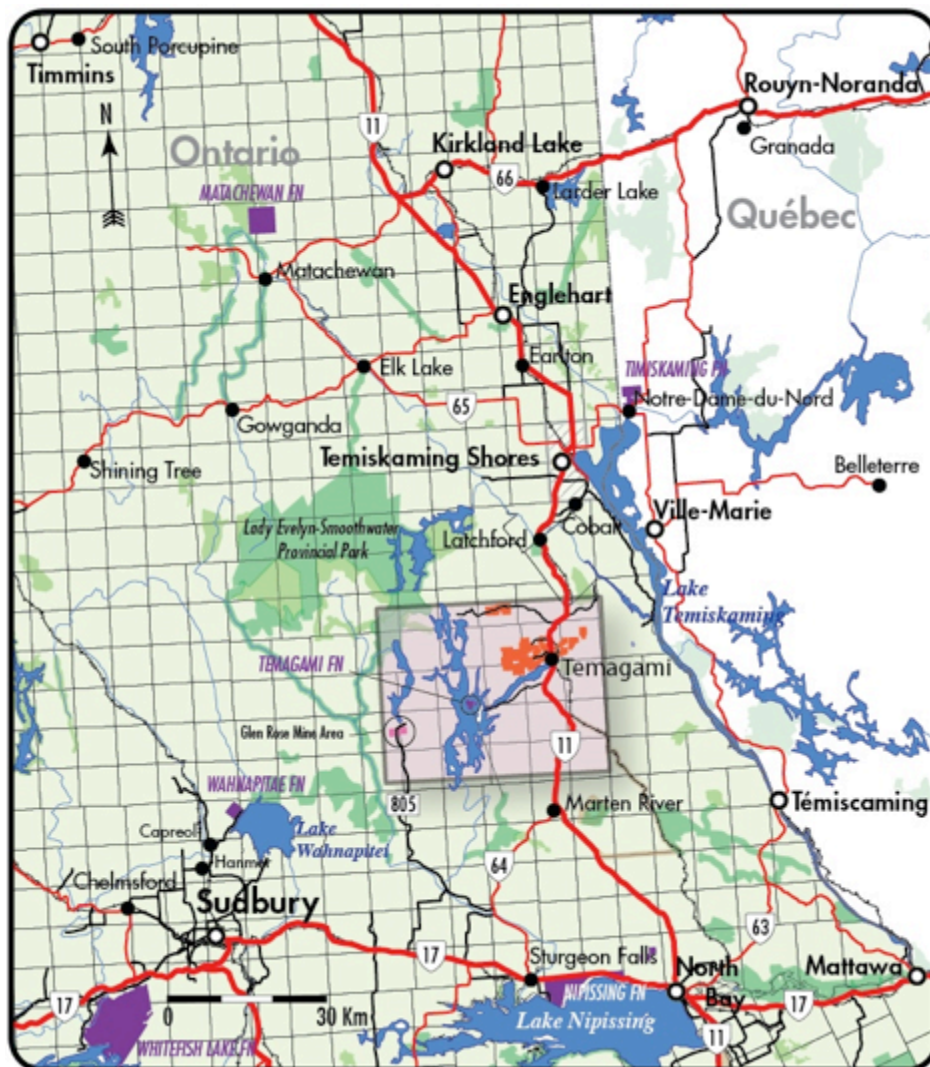 South Porcupine
Timmins
N
11
Rouyn-Noranda
Granada
Ontario
Kirkland Lake
66
Larder Lake
MATACHEWAN FN
Québec
Matachewan
Englehart
Earlton
Elk Lake
TIMISKAMING FN
65
Notre-Dame-du-Nord
Gowganda
Shining Tree
Temiskaming Shores
Belleterre
Cobalt
Ville-Marie
Lady Evelyn-Smoothwater
Provincial Park
Latchford
Lake
Temiskaming
TEMAGAMI FN
Temagami
Glen Rose Mine Area
11
WAHNAPITAE FN
805
Marten River
Témiscaming
Capreol
Lake
Wahnapitei
Hanmer
64
Chelmsford
Sudbury
63
17
Sturgeon Falls
North
Bay
Mattawa
17
NIPISSING FN
17
0
30 Km
Lake Nipissing
11
WHITEFISH LAKE FN